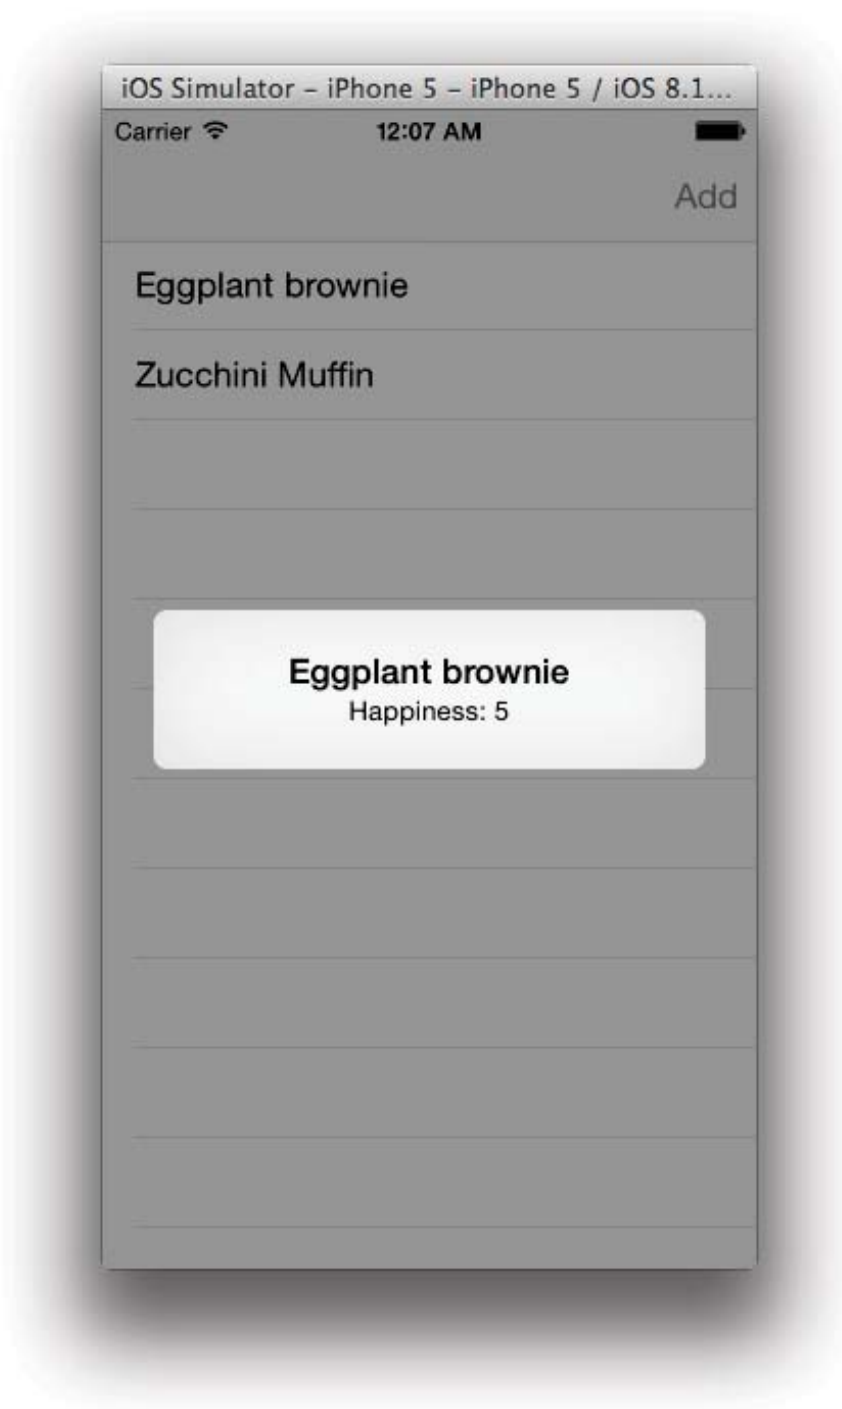 iOS Simulator – iPhone 5 – iPhone 5 / iOS 8.1...
Carrier 12:07 AM
Add
Eggplant brownie
Zucchini Muffin
Eggplant brownie
Happiness: 5